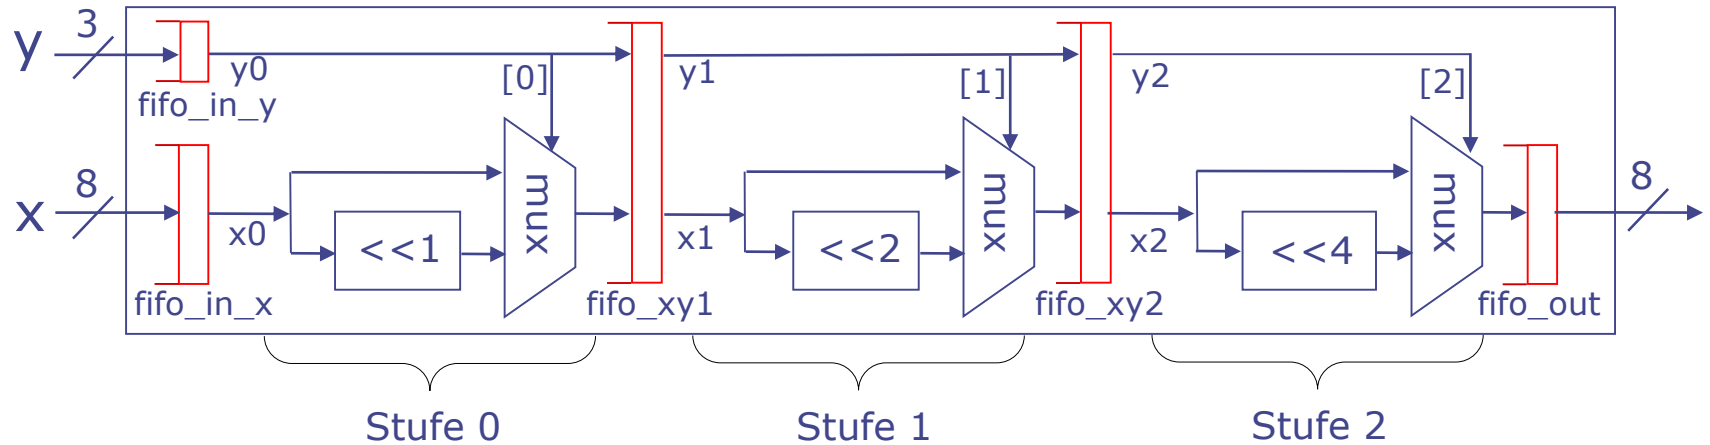 y
3
y0
[0]
y1
[1]
y2
[2]
fifo_in_y
x
8
x0
<<1
mux
x1
<<2
mux
x2
<<4
mux
8
fifo_in_x
fifo_xy1
fifo_xy2
fifo_out
Stufe 0
Stufe 1
Stufe 2